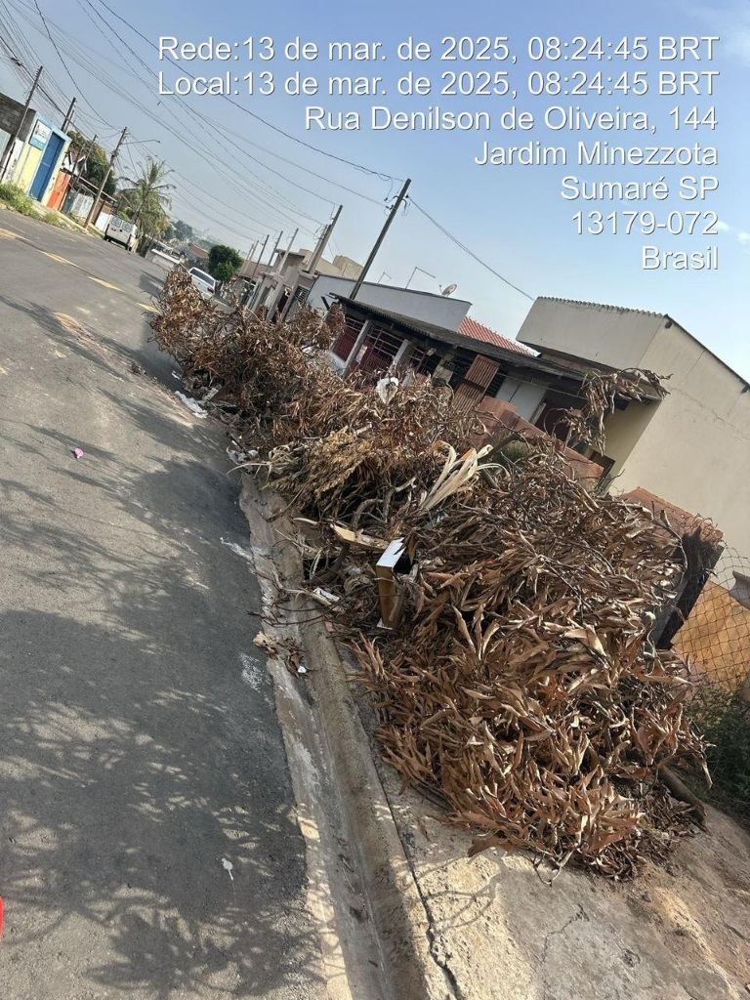 Rede:13 de mar. de 2025, 08:24:45 BRT
Local:13 de mar. de 2025, 08:24:45 BRT
Rua Denilson de Oliveira, 144
Jardim Minezzota
Sumaré SP
13179-072
Brasil